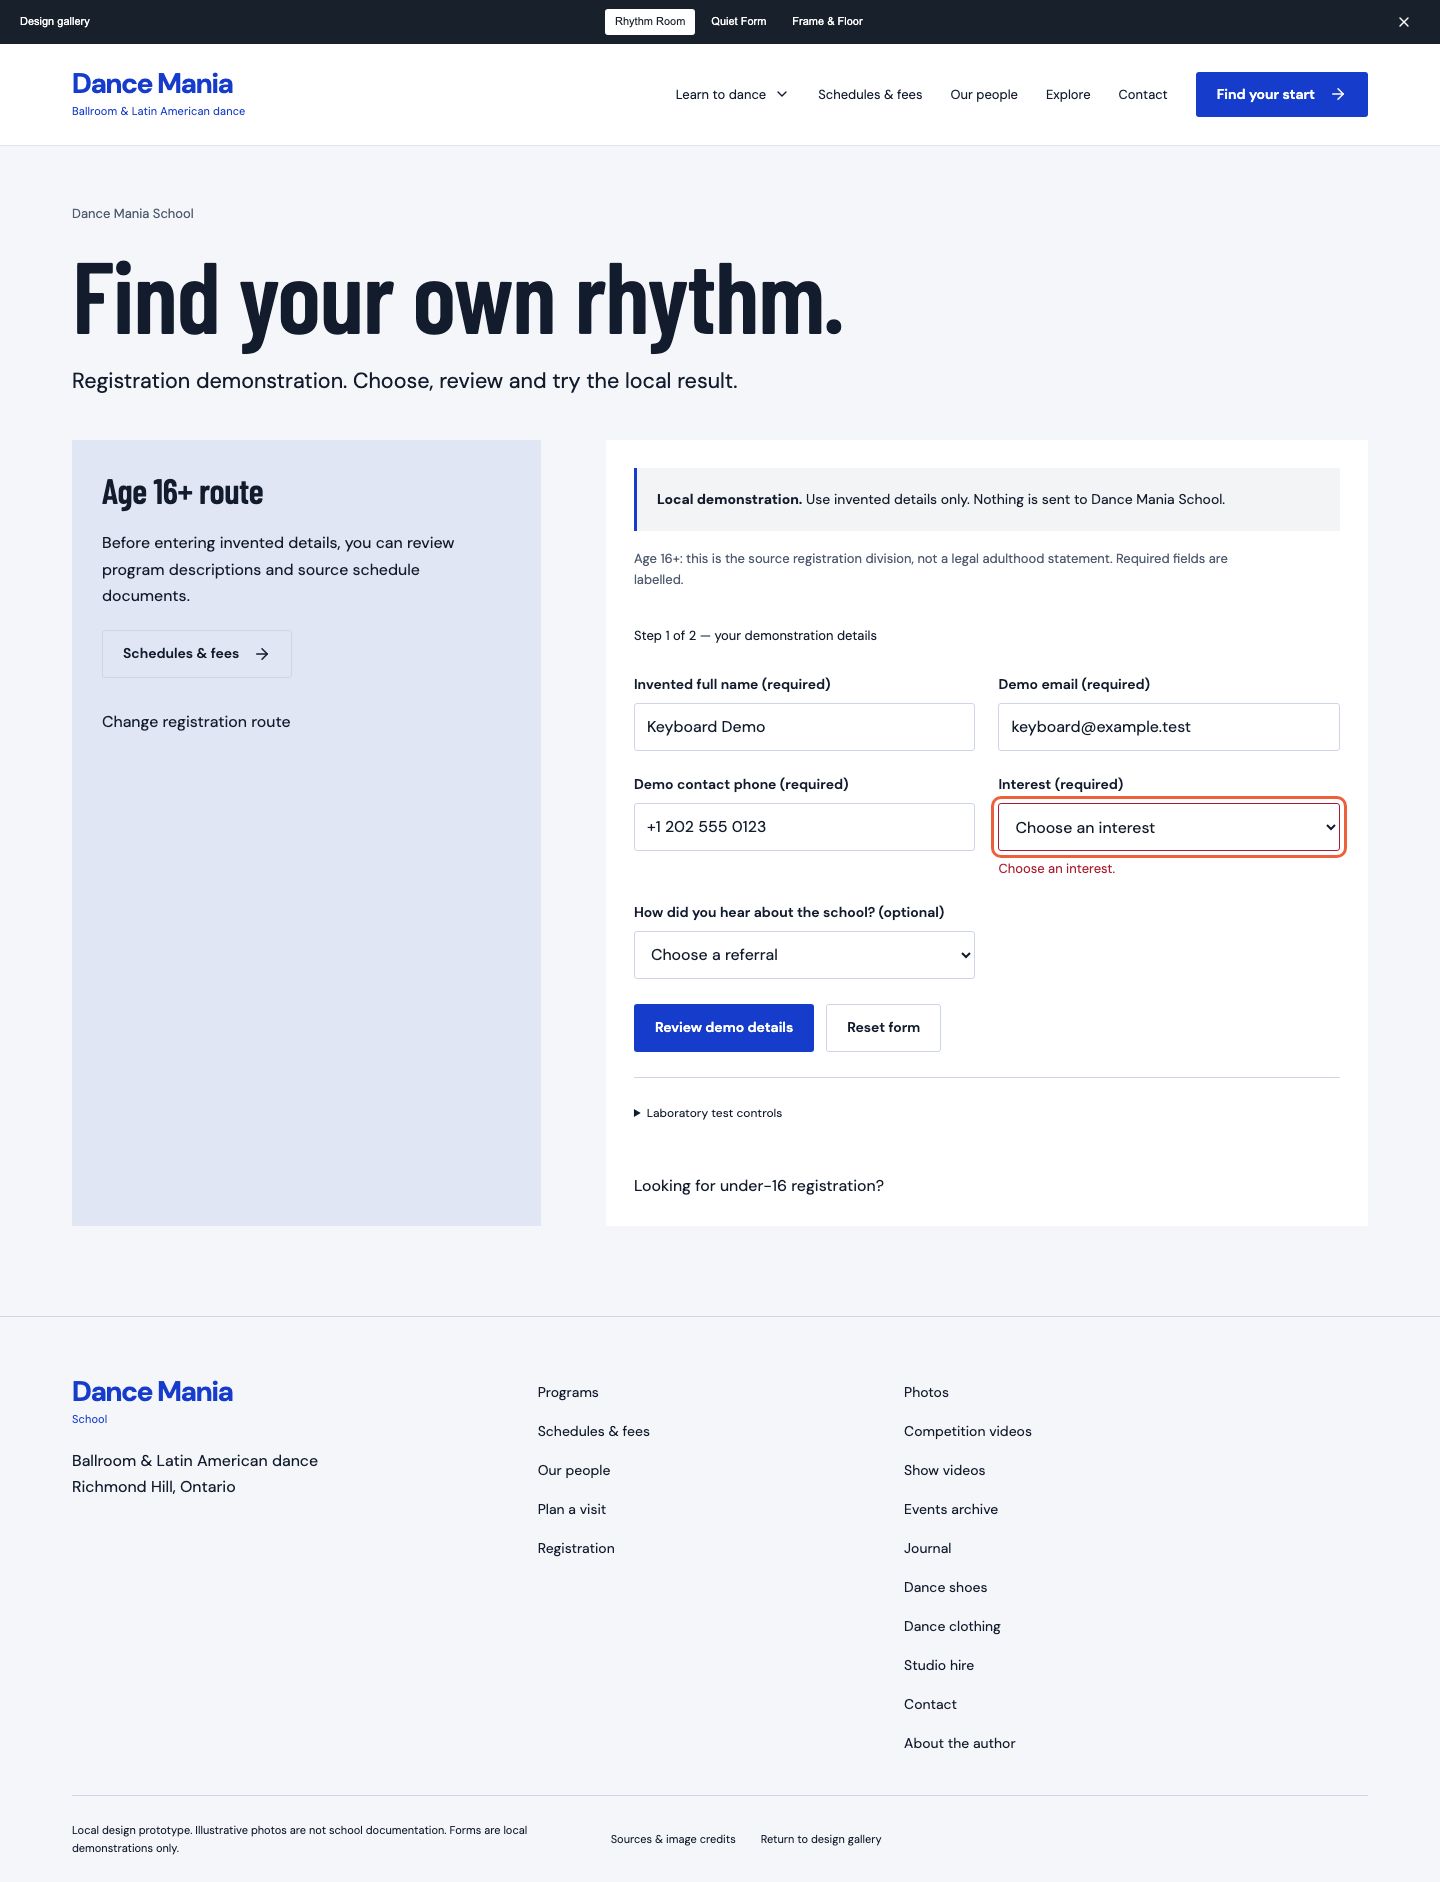 Design gallery
Rhythm Room
Quiet Form
Frame & Floor
Dance Mania
Ballroom & Latin American dance
Learn to dance
Schedules & fees
Our people
Explore
Contact
Find your start
Dance Mania School
Find your own rhythm.
Registration demonstration. Choose, review and try the local result.
Age 16+ route
Before entering invented details, you can review
program descriptions and source schedule
documents.
Schedules & fees
Change registration route
Local demonstration. Use invented details only. Nothing is sent to Dance Mania School.
Age 16+: this is the source registration division, not a legal adulthood statement. Required fields are
labelled.
Step 1 of 2 — your demonstration details
Invented full name (required)
Keyboard Demo
Demo email (required)
keyboard@example.test
Demo contact phone (required)
+1 202 555 0123
Interest (required)
Choose an interest
Choose an interest.
How did you hear about the school? (optional)
Choose a referral
Review demo details
Reset form
Laboratory test controls
Looking for under-16 registration?
Dance Mania
School
Ballroom & Latin American dance
Richmond Hill, Ontario
Programs
Schedules & fees
Our people
Plan a visit
Registration
Photos
Competition videos
Show videos
Events archive
Journal
Dance shoes
Dance clothing
Studio hire
Contact
About the author
Local design prototype. Illustrative photos are not school documentation. Forms are local
demonstrations only.
Sources & image credits
Return to design gallery